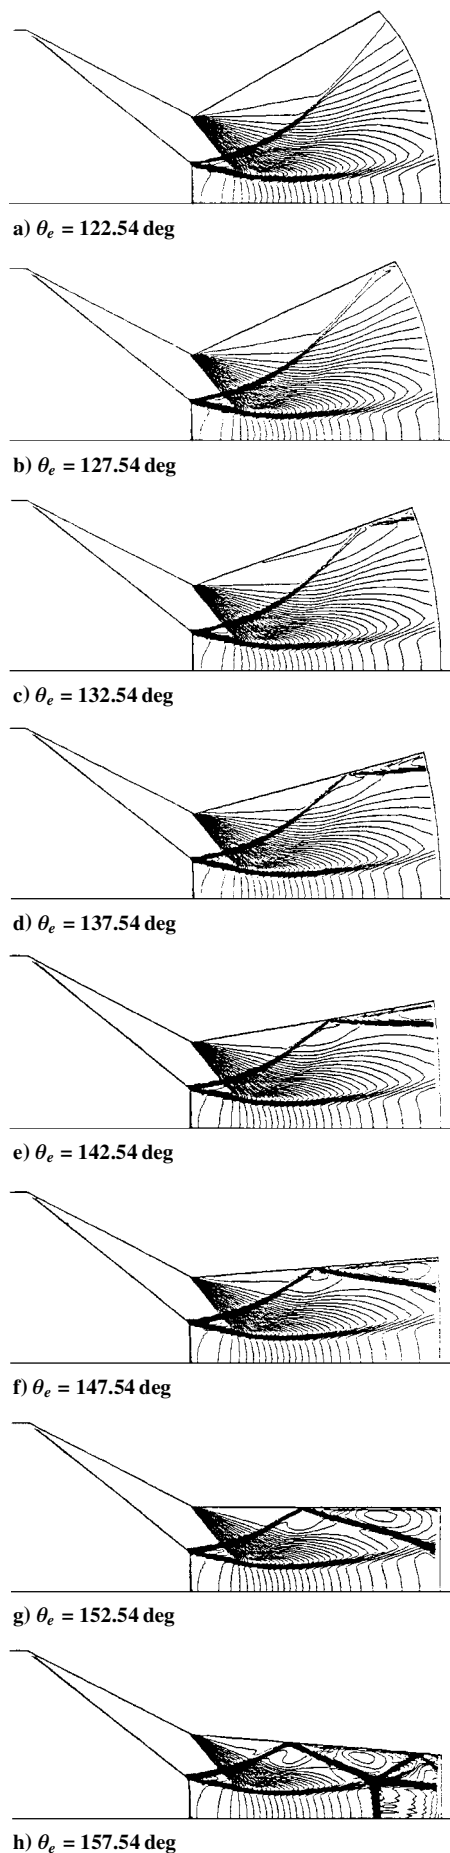 a) θₑ = 122.54 deg
b) θₑ = 127.54 deg
c) θₑ = 132.54 deg
d) θₑ = 137.54 deg
e) θₑ = 142.54 deg
f) θₑ = 147.54 deg
g) θₑ = 152.54 deg
h) θₑ = 157.54 deg